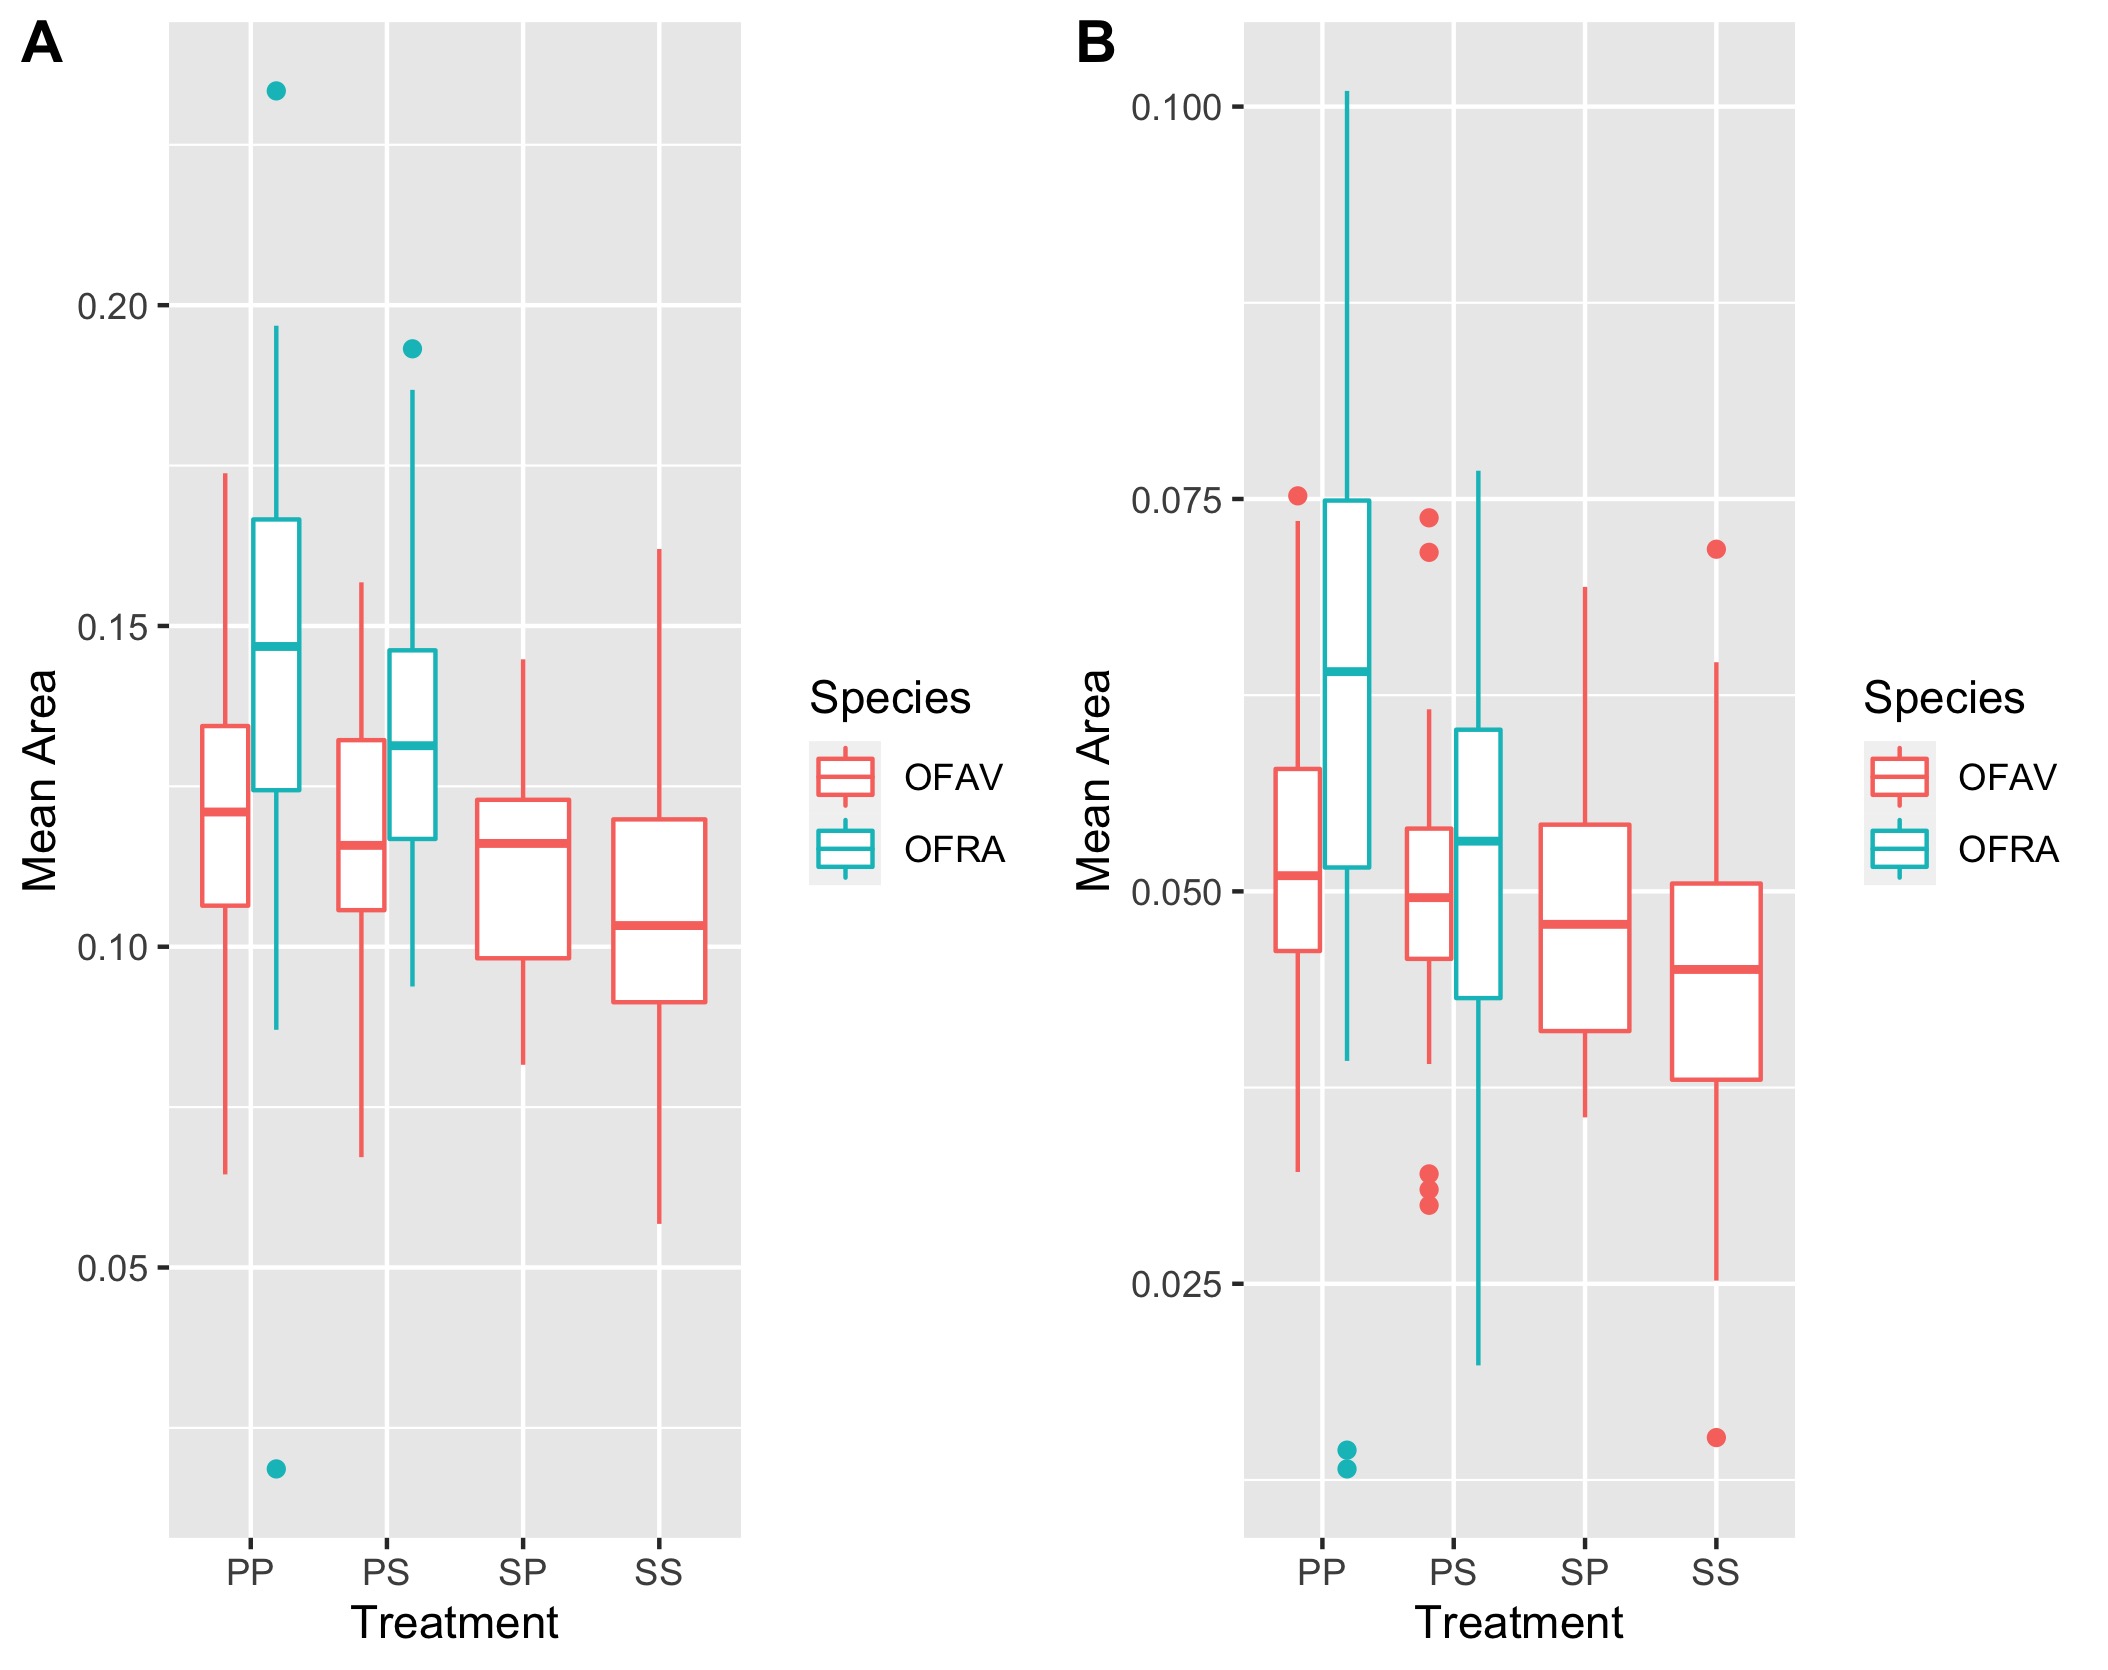 A
Mean Area
0.20
0.15
0.10
0.05
PP PS SP SS
Treatment
Species
OFAV
OFRA
B
Mean Area
0.100
0.075
0.050
0.025
PP PS SP SS
Treatment
Species
OFAV
OFRA